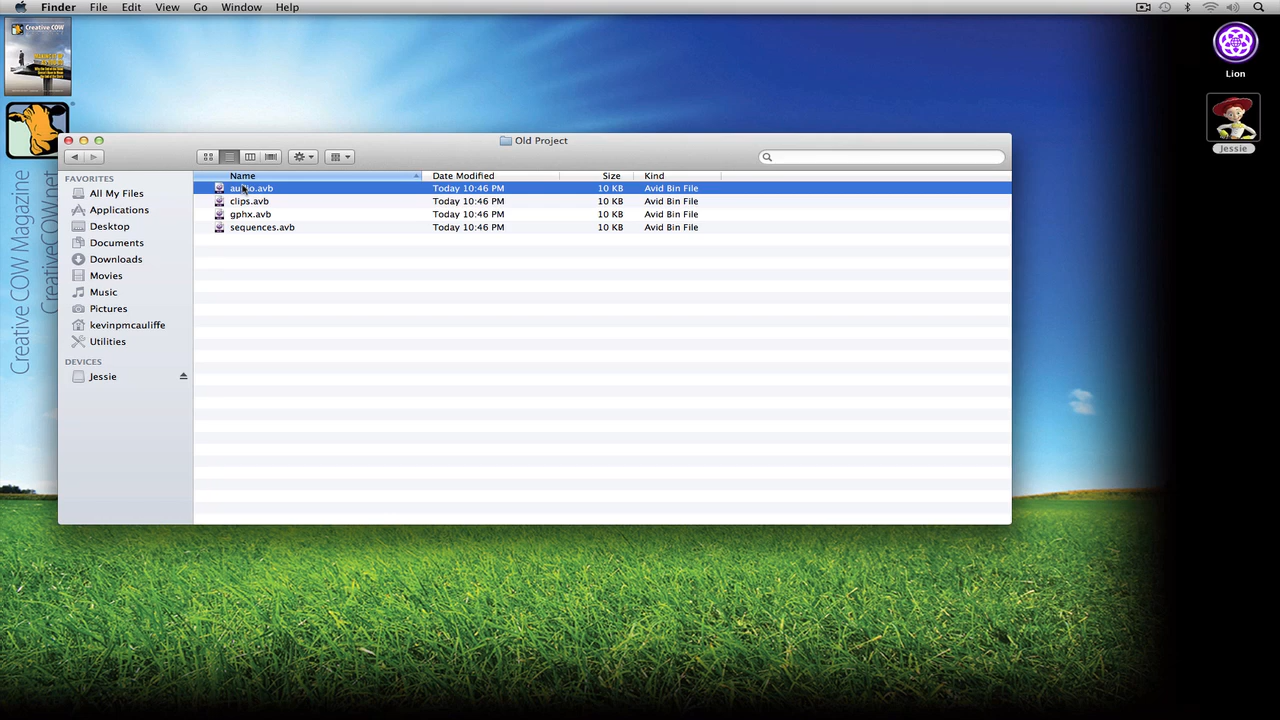 Finder File Edit View Go Window Help
Creative COW
Lion
Jessie
Creative COW Magazine
CreativeCOW.net
Old Project
FAVORITES
All My Files
Applications
Desktop
Documents
Downloads
Movies
Music
Pictures
kevinpmcauliffe
Utilities
DEVICES
Jessie
Name Date Modified Size Kind
audio.avb Today 10:46 PM 10 KB Avid Bin File
clips.avb Today 10:46 PM 10 KB Avid Bin File
gphx.avb Today 10:46 PM 10 KB Avid Bin File
sequences.avb Today 10:46 PM 10 KB Avid Bin File